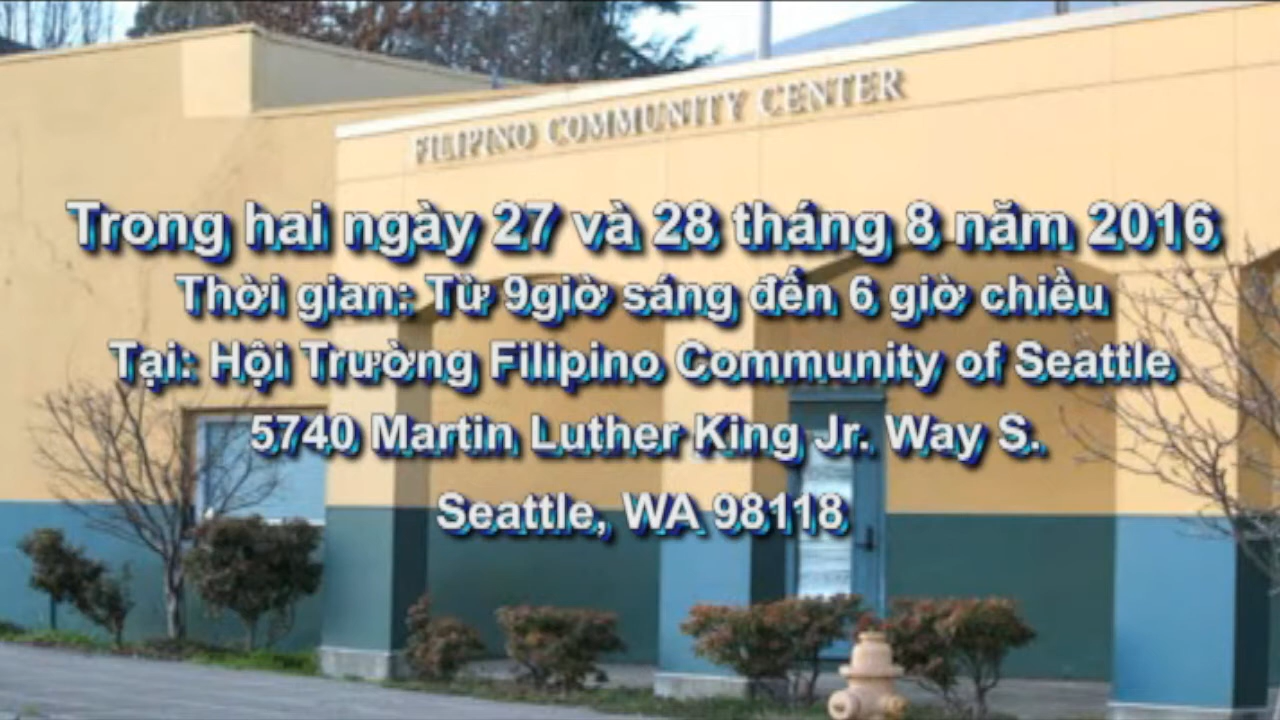 FILIPINO COMMUNITY CENTER
Trong hai ngày 27 và 28 tháng 8 năm 2016
Thời gian: Từ 9giờ sáng đến 6 giờ chiều
Tại: Hội Trường Filipino Community of Seattle
5740 Martin Luther King Jr. Way S.
Seattle, WA 98118